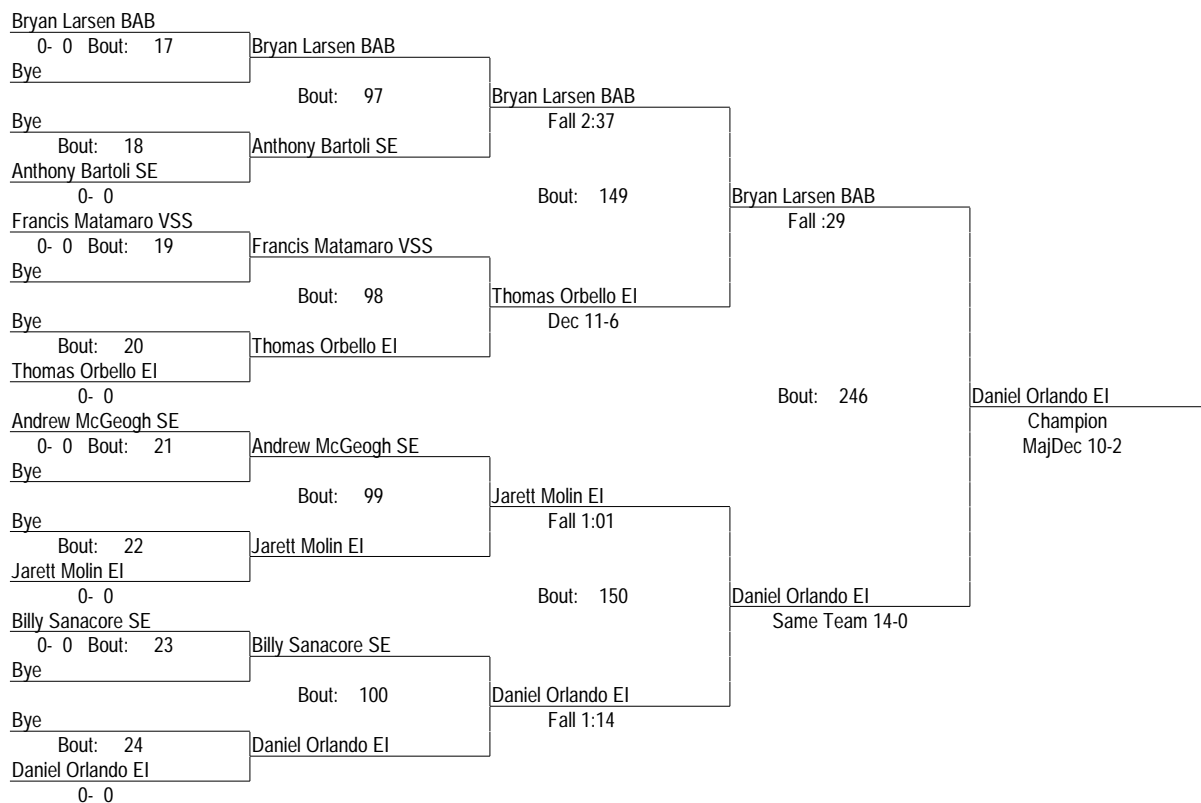 Bryan Larsen BAB
0- 0 Bout: 17 Bryan Larsen BAB
Bye
Bout: 97 Bryan Larsen BAB
Bye Fall 2:37
Bout: 18 Anthony Bartoli SE
Anthony Bartoli SE
0- 0 Bout: 149 Bryan Larsen BAB
Francis Matamaro VSS Fall :29
0- 0 Bout: 19 Francis Matamaro VSS
Bye
Bout: 98 Thomas Orbello EI
Bye Dec 11-6
Bout: 20 Thomas Orbello EI
Thomas Orbello EI
0- 0 Bout: 246 Daniel Orlando EI
Andrew McGeogh SE Champion
0- 0 Bout: 21 Andrew McGeogh SE MajDec 10-2
Bye
Bout: 99 Jarett Molin EI
Bye Fall 1:01
Bout: 22 Jarett Molin EI
Jarett Molin EI
0- 0 Bout: 150 Daniel Orlando EI
Billy Sanacore SE Same Team 14-0
0- 0 Bout: 23 Billy Sanacore SE
Bye
Bout: 100 Daniel Orlando EI
Bye Fall 1:14
Bout: 24 Daniel Orlando EI
Daniel Orlando EI
0- 0